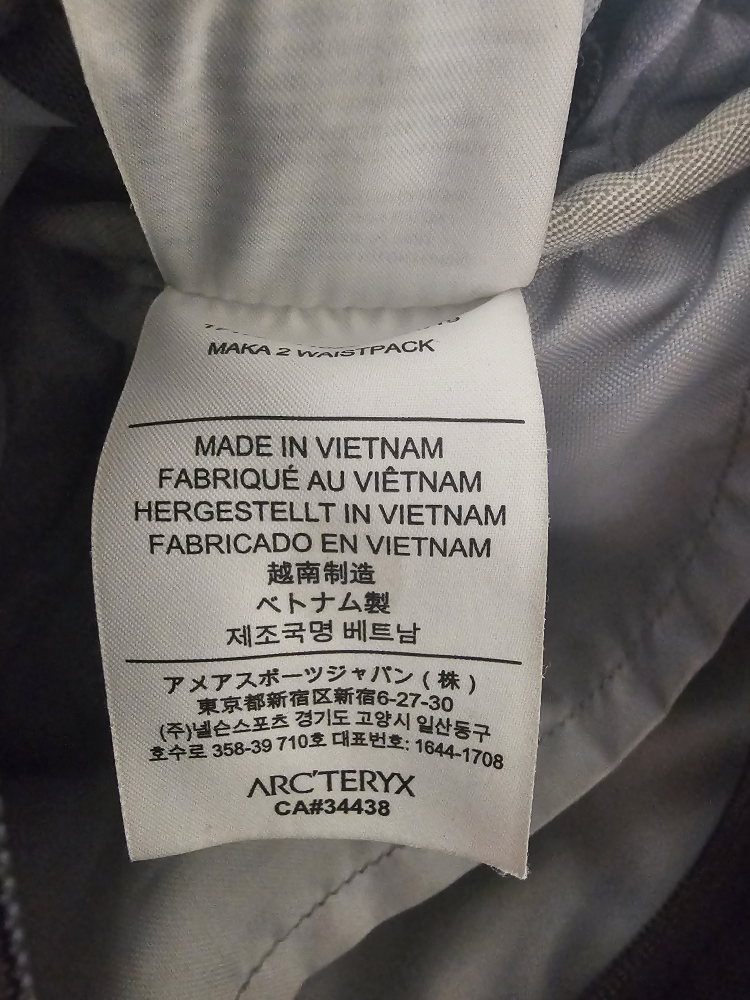 MAKA 2 WAISTPACK
MADE IN VIETNAM
FABRIQUÉ AU VIÊTNAM
HERGESTELLT IN VIETNAM
FABRICADO EN VIETNAM
越南制造
ベトナム製
제조국명 베트남
アメアスポーツジャパン ( 株 )
東京都新宿区新宿6-27-30
(주)넬슨스포츠 경기도 고양시 일산동구
호수로 358-39 710호 대표번호: 1644-1708
ARC'TERYX
CA#34438